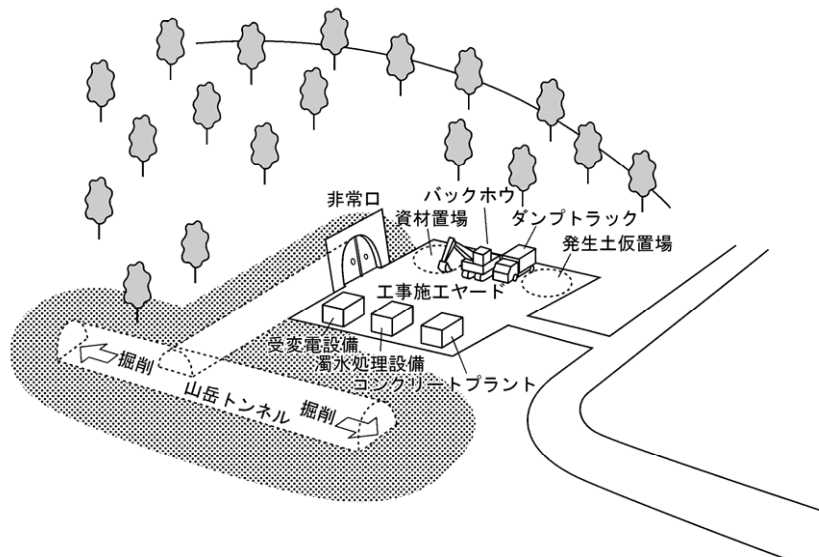 非常口
バックホウ
資材置場
ダンプトラック
発生土仮置場
工事施工ヤード
受変電設備
濁水処理設備
コンクリートプラント
掘削
山岳トンネル
掘削